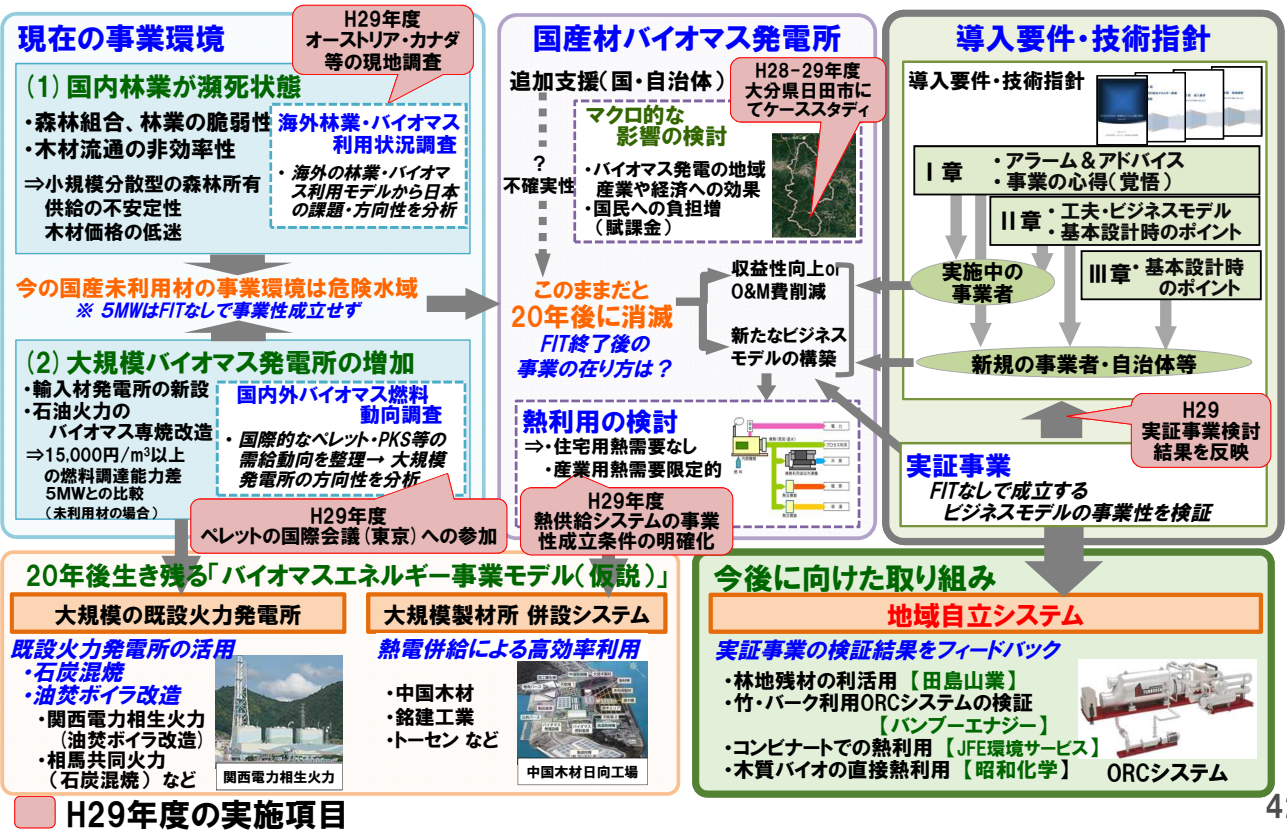 現在の事業環境
H29年度
オーストリア・カナダ
等の現地調査
(1) 国内林業が瀕死状態
・森林組合、林業の脆弱性
・木材流通の非効率性
⇒小規模分散型の森林所有
供給の不安定性
木材価格の低迷
海外林業・バイオマス
利用状況調査
・ 海外の林業・バイオマ
ス利用モデルから日本
の課題・方向性を分析
今の国産未利用材の事業環境は危険水域
※ 5MWはFITなしで事業性成立せず
(2) 大規模バイオマス発電所の増加
・輸入材発電所の新設
・石油火力の
バイオマス専焼改造
⇒15,000円/m³以上
の燃料調達能力差
5MWとの比較
(未利用材の場合)
国内外バイオマス燃料
動向調査
・ 国際的なペレット・PKS等の
需給動向を整理→ 大規模
発電所の方向性を分析
H29年度
ペレットの国際会議(東京)への参加
国産材バイオマス発電所
追加支援(国・自治体)
H28-29年度
大分県日田市に
てケーススタディ
?
不確実性
マクロ的な
影響の検討
・バイオマス発電の地域
産業や経済への効果
・国民への負担増
(賦課金)
このままだと
20年後に消滅
FIT終了後の
事業の在り方は?
収益性向上or
O&M費削減
新たなビジネス
モデルの構築
熱利用の検討
⇒・住宅用熱需要なし
・産業用熱需要限定的
H29年度
熱供給システムの事業
性成立条件の明確化
導入要件・技術指針
導入要件・技術指針
I 章
・アラーム&アドバイス
・事業の心得(覚悟)
II 章
・工夫・ビジネスモデル
・基本設計時のポイント
III章
・基本設計時
のポイント
実施中の
事業者
新規の事業者・自治体等
H29
実証事業検討
結果を反映
実証事業
FITなしで成立する
ビジネスモデルの事業性を検証
20年後生き残る「バイオマスエネルギー事業モデル(仮説)」
大規模の既設火力発電所
既設火力発電所の活用
・石炭混焼
・油焚ボイラ改造
・関西電力相生火力
(油焚ボイラ改造)
・相馬共同火力
(石炭混焼) など
関西電力相生火力
大規模製材所 併設システム
熱電併給による高効率利用
・中国木材
・銘建工業
・トーセン など
中国木材日向工場
今後に向けた取り組み
地域自立システム
実証事業の検証結果をフィードバック
・林地残材の利活用【田島山業】
・竹・バーク利用ORCシステムの検証
【バンブーエナジー】
・コンビナートでの熱利用【JFE環境サービス】
・木質バイオの直接熱利用【昭和化学】
ORCシステム
H29年度の実施項目